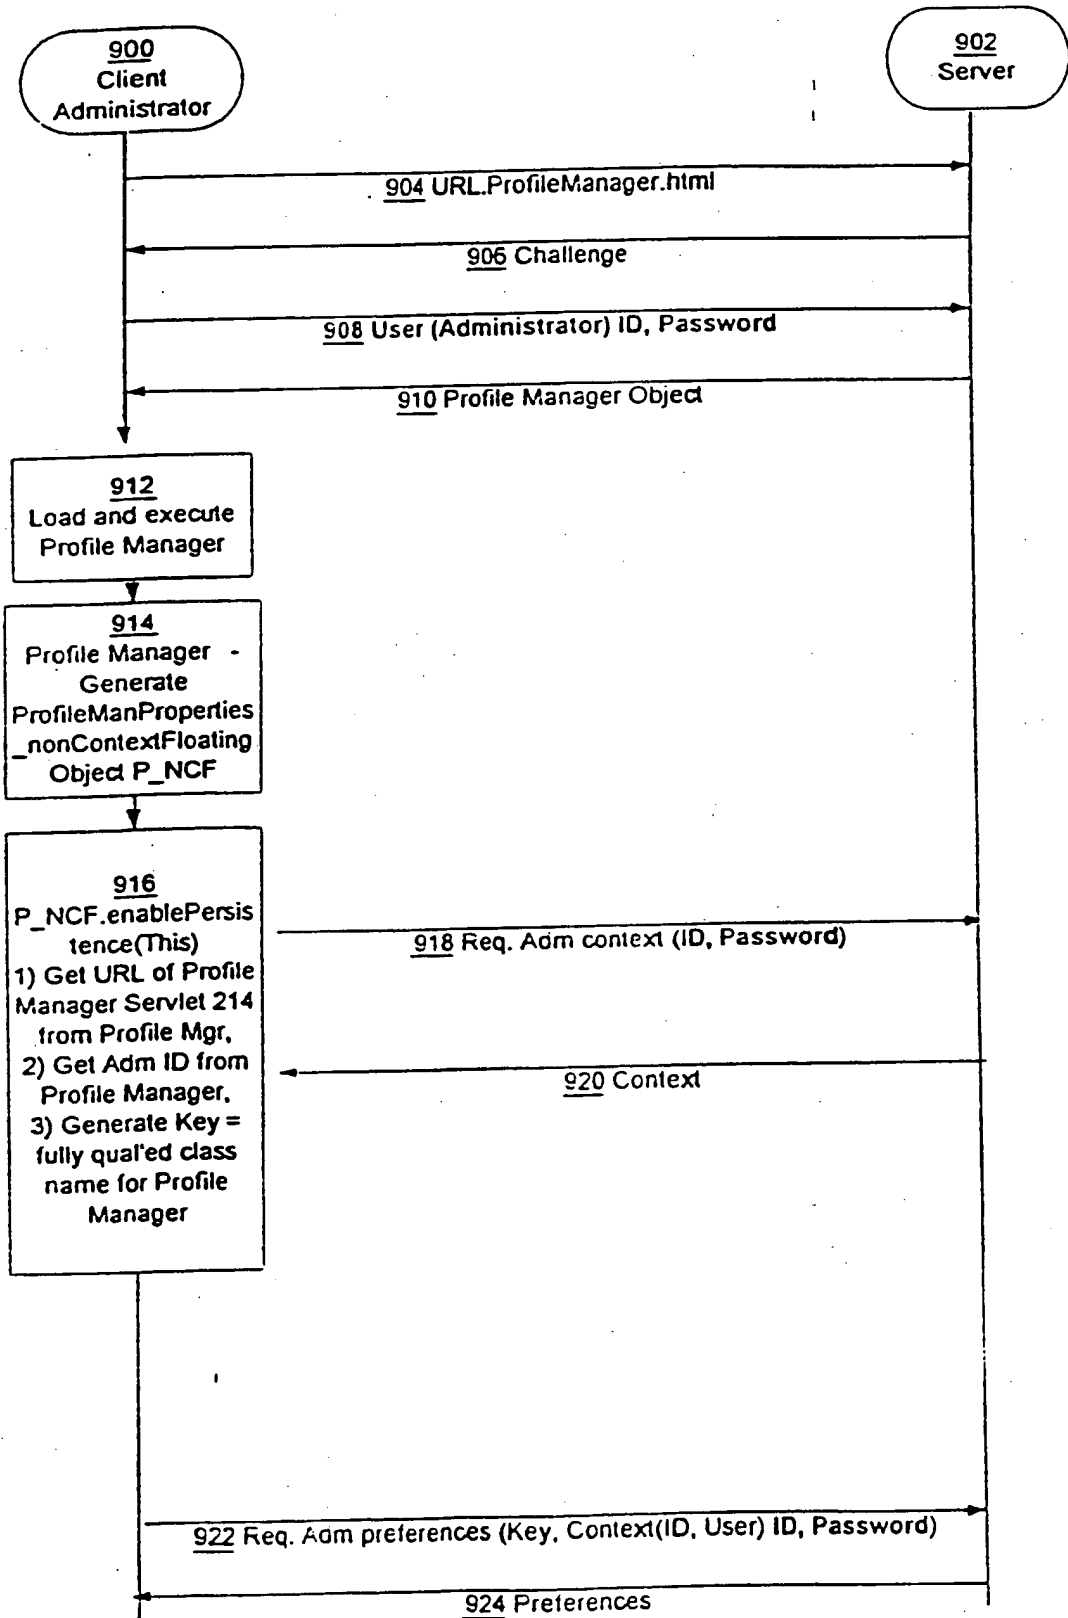 900
Client
Administrator
902
Server
904 URL.ProfileManager.html
906 Challenge
908 User (Administrator) ID, Password
910 Profile Manager Object
912
Load and execute
Profile Manager
914
Profile Manager -
Generate
ProfileManProperties
_nonContextFloating
Object P_NCF
916
P_NCF.enablePersis
tence(This)
1) Get URL of Profile
Manager Servlet 214
from Profile Mgr,
2) Get Adm ID from
Profile Manager,
3) Generate Key =
fully qual'ed class
name for Profile
Manager
918 Req. Adm context (ID, Password)
920 Context
922 Req. Adm preferences (Key, Context(ID, User) ID, Password)
924 Preferences